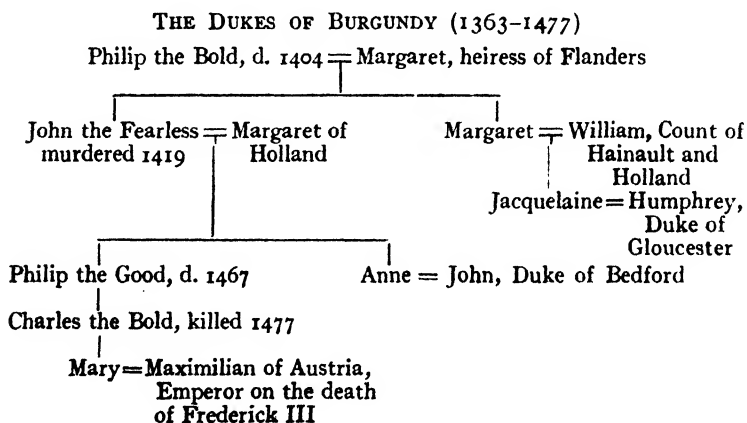 THE DUKES OF BURGUNDY (1363–1477)
Philip the Bold, d. 1404 = Margaret, heiress of Flanders
John the Fearless = Margaret of
murdered 1419 Holland
Margaret = William, Count of
Hainault and
Holland
Jacquelaine = Humphrey,
Duke of
Gloucester
Philip the Good, d. 1467
Anne = John, Duke of Bedford
Charles the Bold, killed 1477
Mary = Maximilian of Austria,
Emperor on the death
of Frederick III